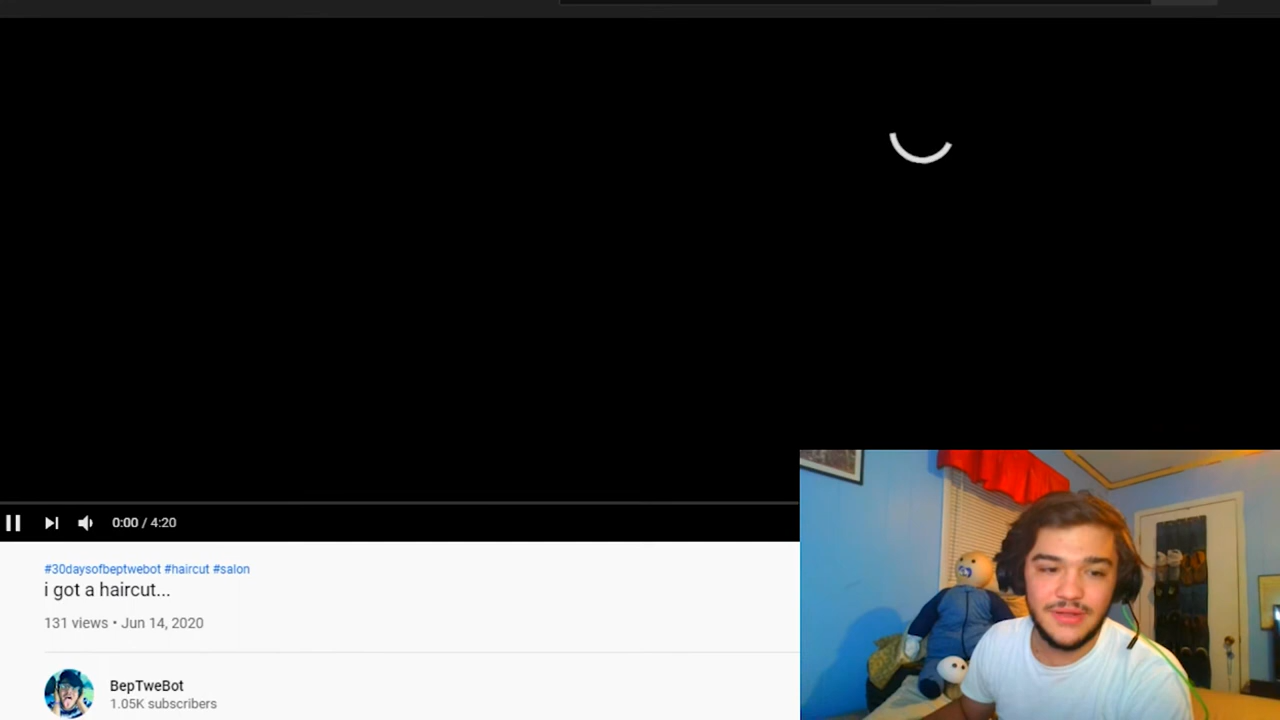 0:00 / 4:20
#30daysofbeptwebot #haircut #salon
i got a haircut...
131 views • Jun 14, 2020
BepTweBot
1.05K subscribers